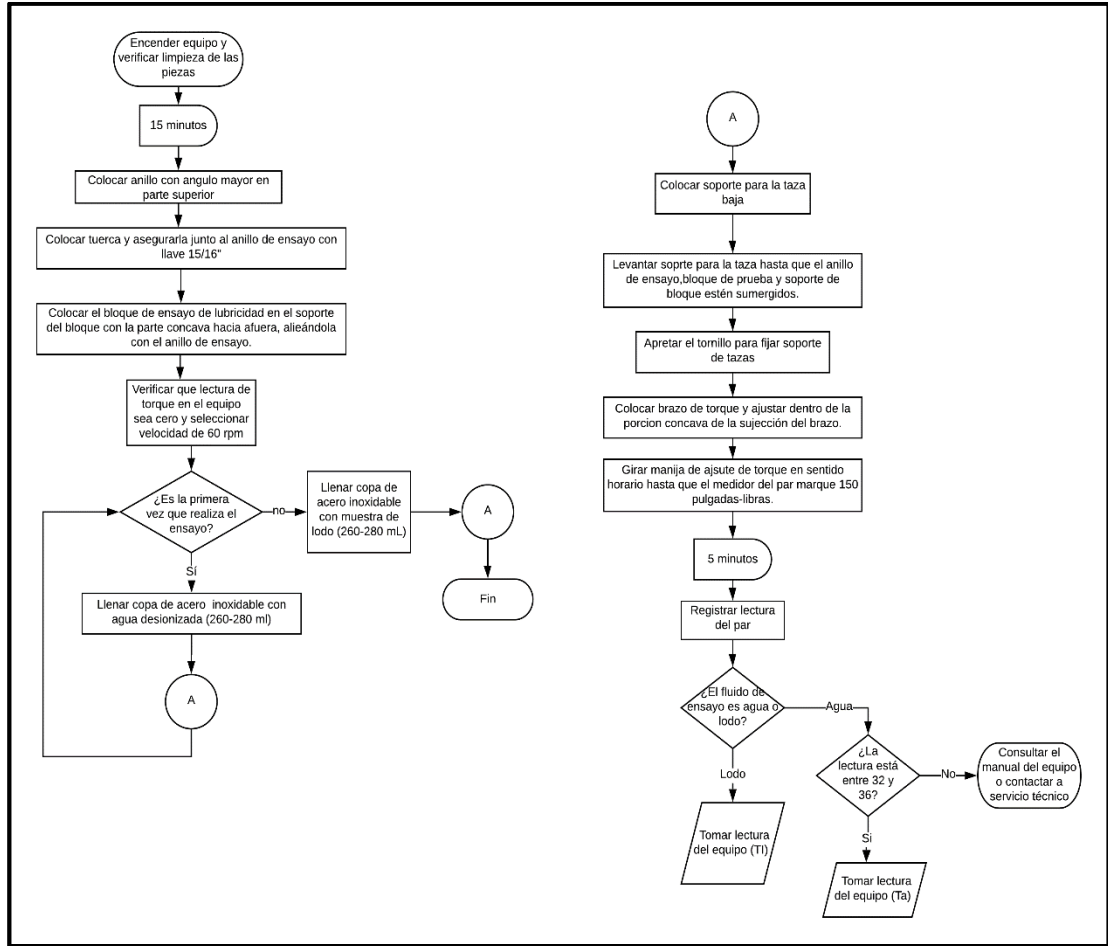 Encender equipo y
verificar limpieza de las
piezas
15 minutos
Colocar anillo con angulo mayor en
parte superior
Colocar tuerca y asegurarla junto al anillo de ensayo con
llave 15/16"
Colocar el bloque de ensayo de lubricidad en el soporte
del bloque con la parte concava hacia afuera, alieándola
con el anillo de ensayo.
Verificar que lectura de
torque en el equipo
sea cero y seleccionar
velocidad de 60 rpm
¿Es la primera
vez que realiza el
ensayo?
no
Llenar copa de
acero inoxidable
con muestra de
lodo (260-280 mL)
A
Fin
Sí
Llenar copa de acero inoxidable con
agua desionizada (260-280 ml)
A
A
Colocar soporte para la taza
baja
Levantar soprte para la taza hasta que el anillo
de ensayo,bloque de prueba y soporte de
bloque estén sumergidos.
Apretar el tornillo para fijar soporte
de tazas
Colocar brazo de torque y ajustar dentro de la
porcion concava de la sujección del brazo.
Girar manija de ajsute de torque en sentido
horario hasta que el medidor del par marque 150
pulgadas-libras.
5 minutos
Registrar lectura
del par
¿El fluido de
ensayo es agua o
lodo?
Agua
Lodo
¿La
lectura está
entre 32 y
36?
No
Consultar el
manual del equipo
o contactar a
servicio técnico
Si
Tomar lectura
del equipo (Tl)
Tomar lectura
del equipo (Ta)